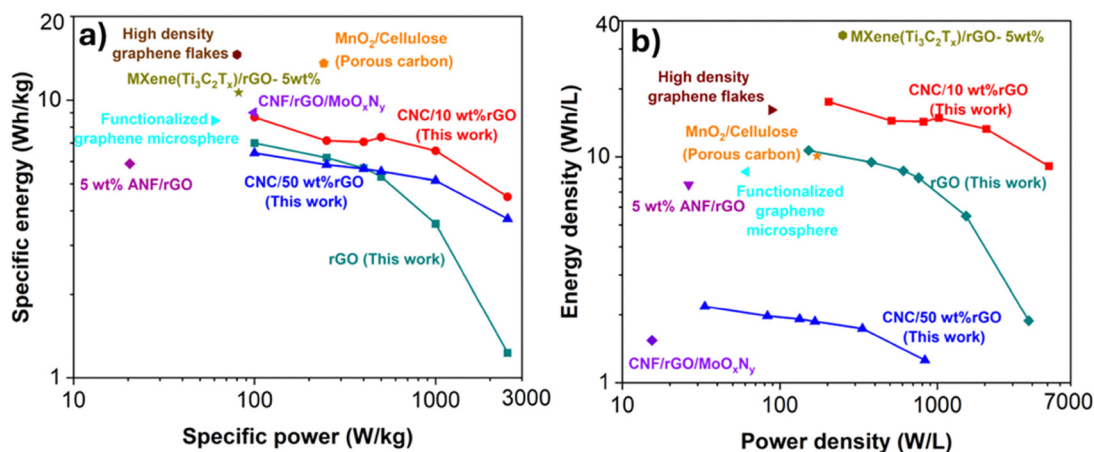 a)
20
10
1
Specific energy (Wh/kg)
High density
graphene flakes
MnO₂/Cellulose
(Porous carbon)
MXene(Ti₃C₂Tₓ)/rGO- 5wt%
CNF/rGO/MoOₓNᵧ
Functionalized
graphene microsphere
CNC/10 wt%rGO
(This work)
5 wt% ANF/rGO
CNC/50 wt%rGO
(This work)
rGO (This work)
10
100
1000
3000
Specific power (W/kg)
b)
40
10
1
Energy density (Wh/L)
MXene(Ti₃C₂Tₓ)/rGO- 5wt%
High density
graphene flakes
CNC/10 wt%rGO
(This work)
MnO₂/Cellulose
(Porous carbon)
rGO (This work)
5 wt% ANF/rGO
Functionalized
graphene
microsphere
CNC/50 wt%rGO
(This work)
CNF/rGO/MoOₓNᵧ
10
100
1000
7000
Power density (W/L)